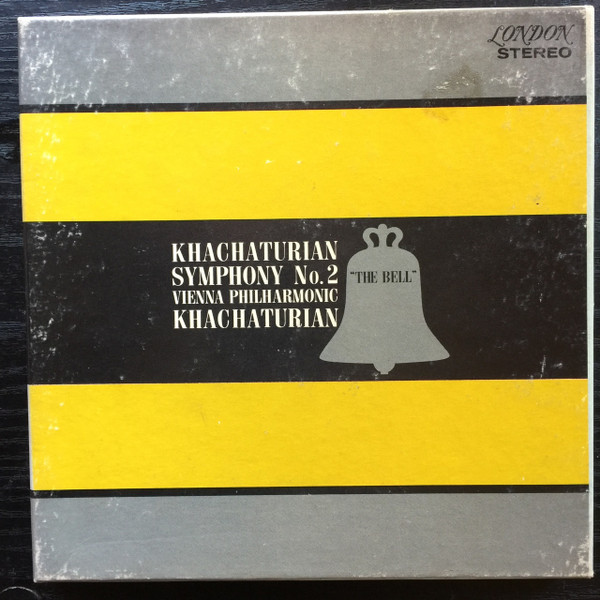 LONDON
STEREO
KHACHATURIAN
SYMPHONY No. 2
"THE BELL"
VIENNA PHILHARMONIC
KHACHATURIAN